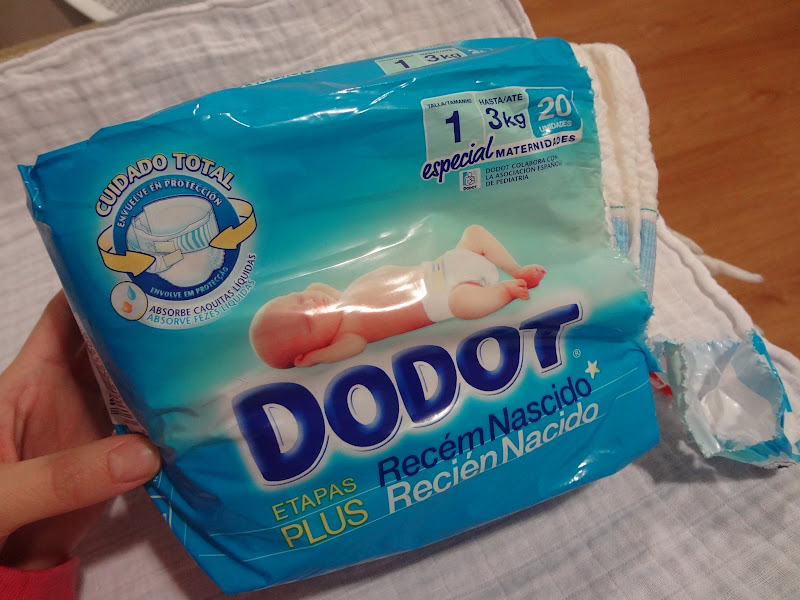 1 3kg
TALLA/TAMANHO HASTA/ATÉ
1 3kg 20
UNIDADES
especial MATERNIDADES
DODOT DODOT COLABORA CON
LA ASOCIACIÓN ESPAÑOLA
DE PEDIATRÍA
CUIDADO TOTAL
ENVUELVE EN PROTECCIÓN
ENVOLVE EM PROTECÇÃO
ABSORBE CAQUITAS LÍQUIDAS
ABSORVE FEZES LÍQUIDAS
DODOT®
Recém Nascido
ETAPAS Recién Nacido
PLUS